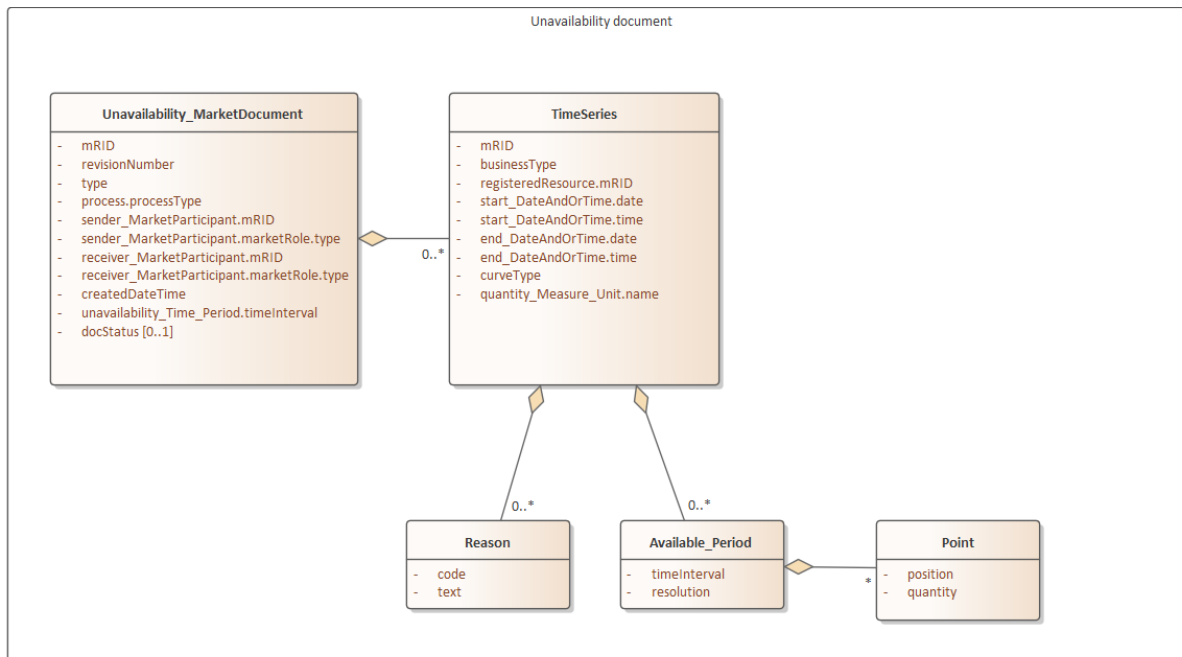 Unavailability document
Unavailability_MarketDocument
- mRID
- revisionNumber
- type
- process.processType
- sender_MarketParticipant.mRID
- sender_MarketParticipant.marketRole.type
- receiver_MarketParticipant.mRID
- receiver_MarketParticipant.marketRole.type
- createdDateTime
- unavailability_Time_Period.timeInterval
- docStatus [0..1]
0..*
TimeSeries
- mRID
- businessType
- registeredResource.mRID
- start_DateAndOrTime.date
- start_DateAndOrTime.time
- end_DateAndOrTime.date
- end_DateAndOrTime.time
- curveType
- quantity_Measure_Unit.name
0..*
0..*
Reason
- code
- text
Available_Period
- timeInterval
- resolution
*
Point
- position
- quantity